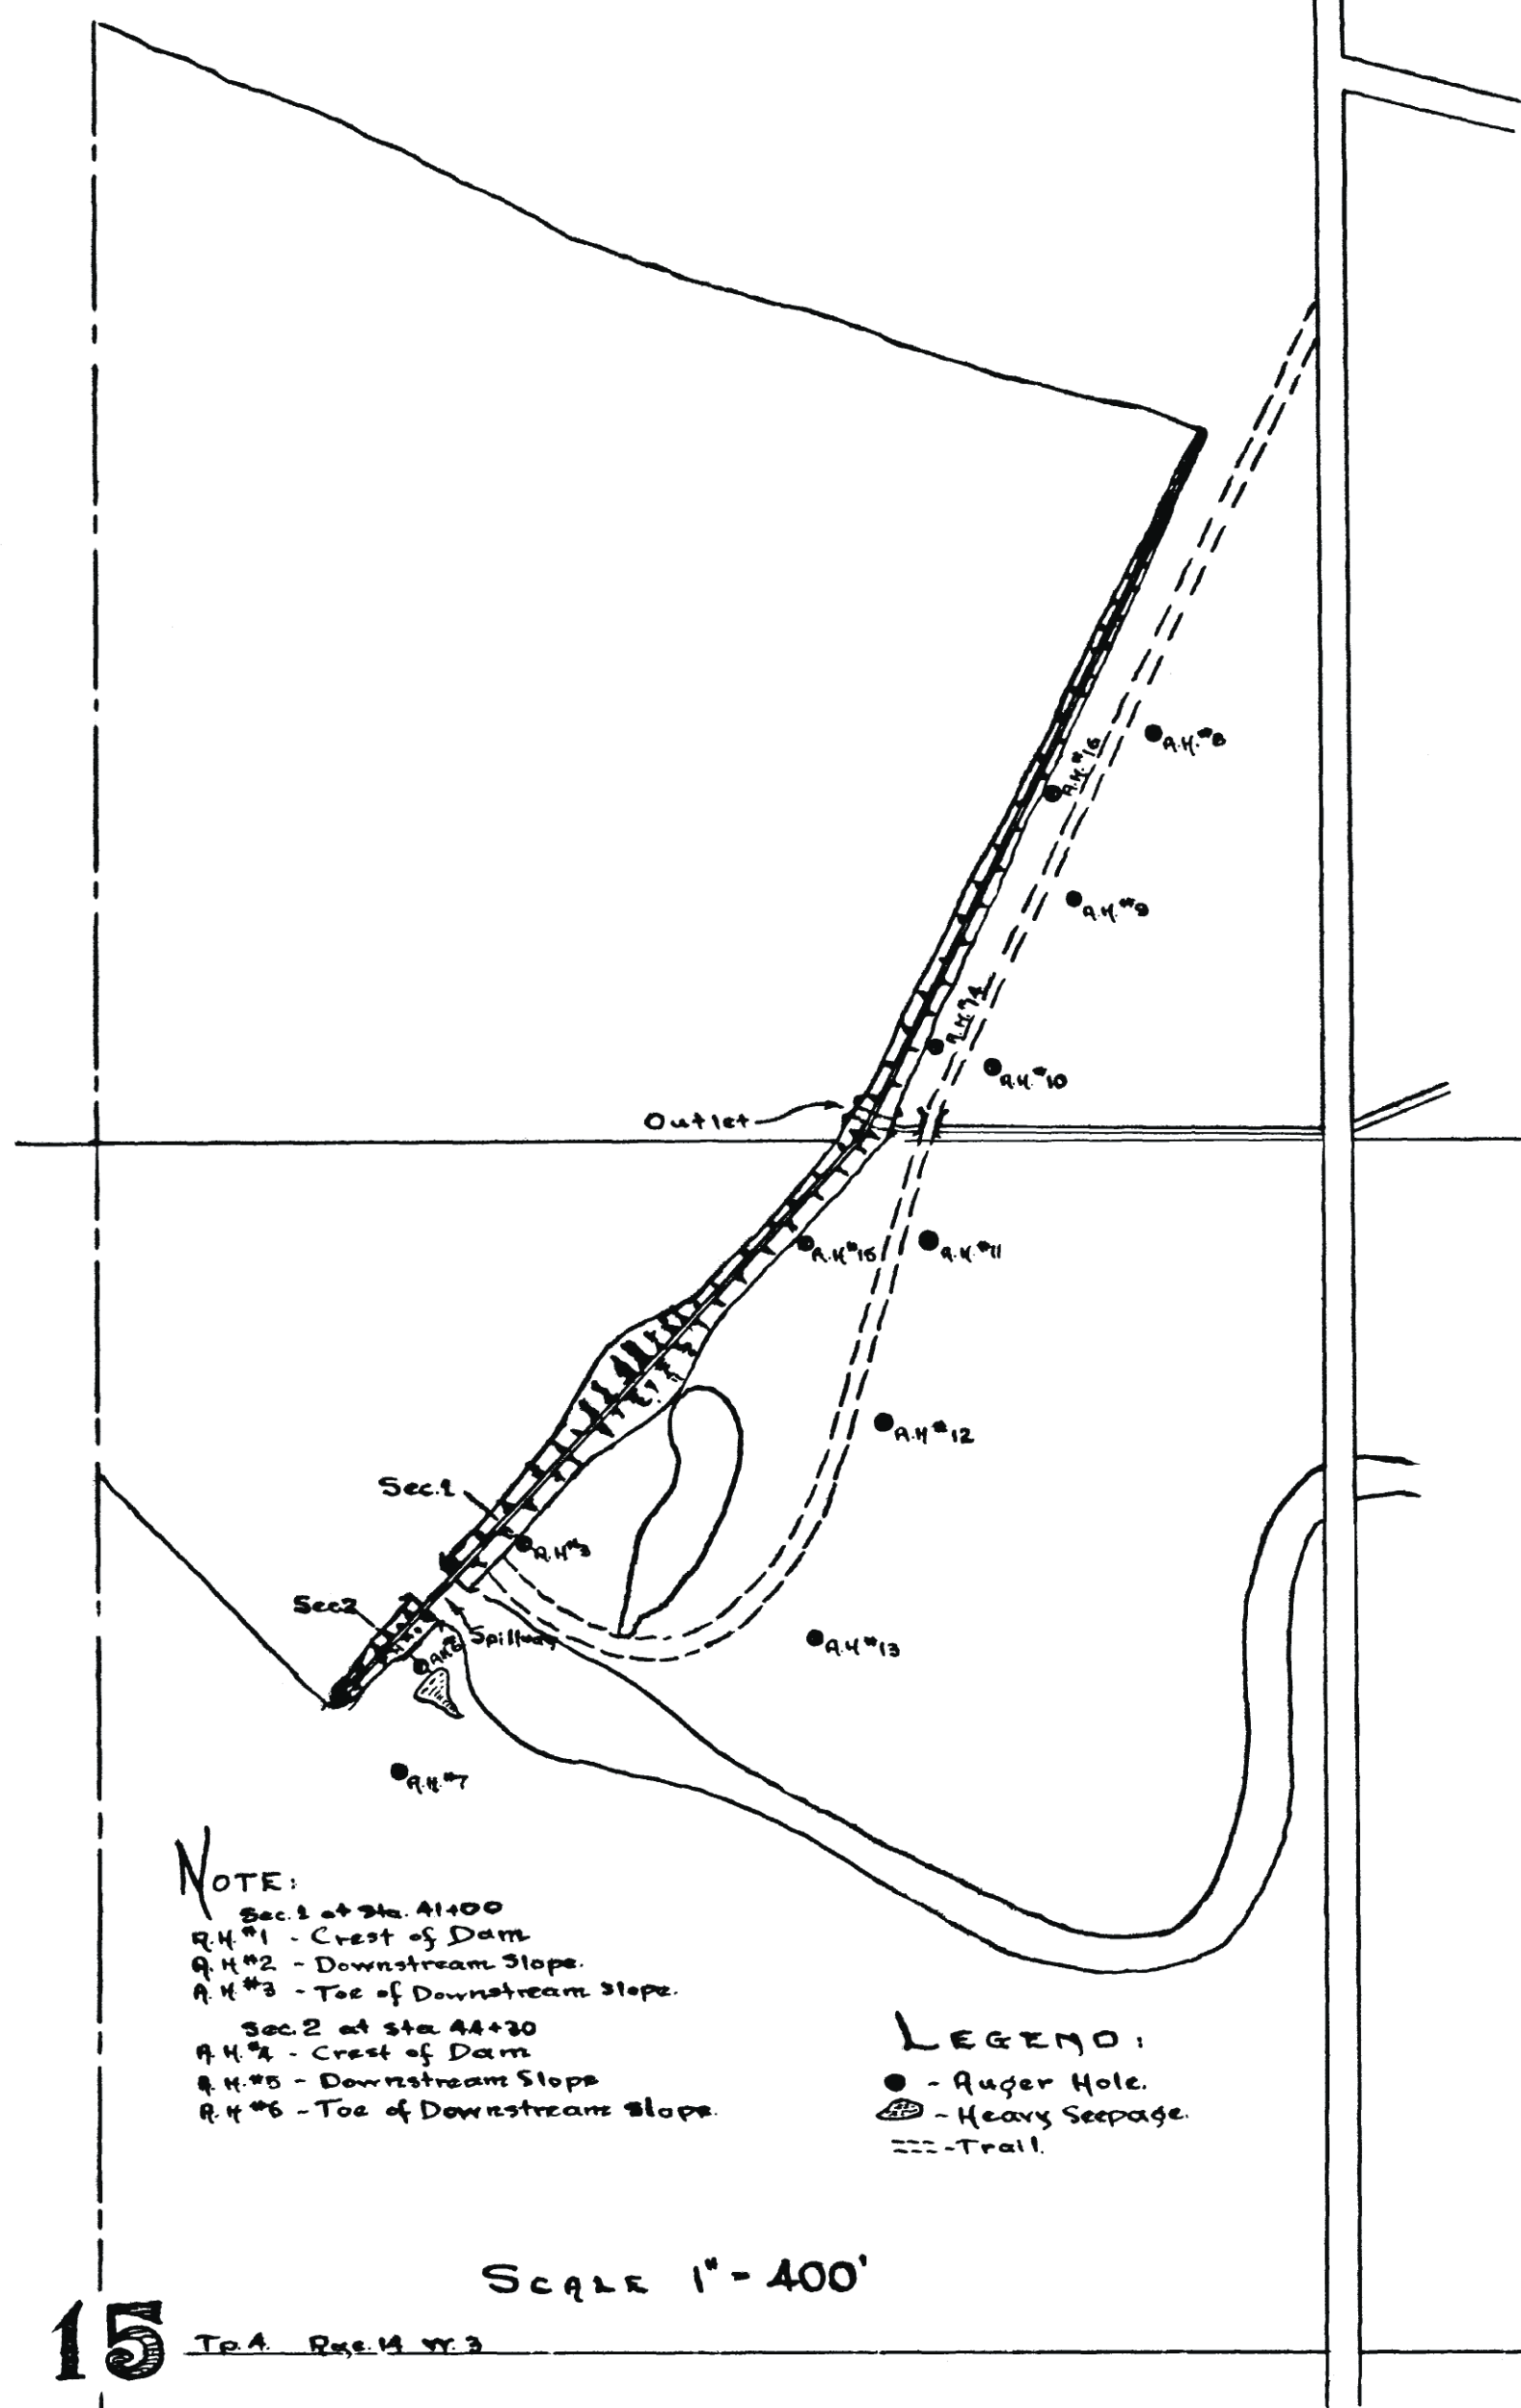 A.H.#8
A.H.#16
A.H.#9
A.H.14
A.H.#10
Outlet
A.H#15
A.H.#11
A.H#12
Sec.1
A.H#3
Sec2
Spillway
A.H#13
A.H.#7
NOTE:
Sec.1 at Sta. 41+00
A.H.#1 - Crest of Dam
A.H#2 - Downstream Slope.
A.H.#3 - Toe of Downstream Slope.
Sec.2 at Sta 44+30
A.H.#4 - Crest of Dam
A.H.#5 - Downstream Slope
A.H#6 - Toe of Downstream Slope.
LEGEND:
- Auger Hole.
- Heavy Seepage.
- Trail.
SCALE 1" = 400'
15 Tp.4 Rge.14 W.3